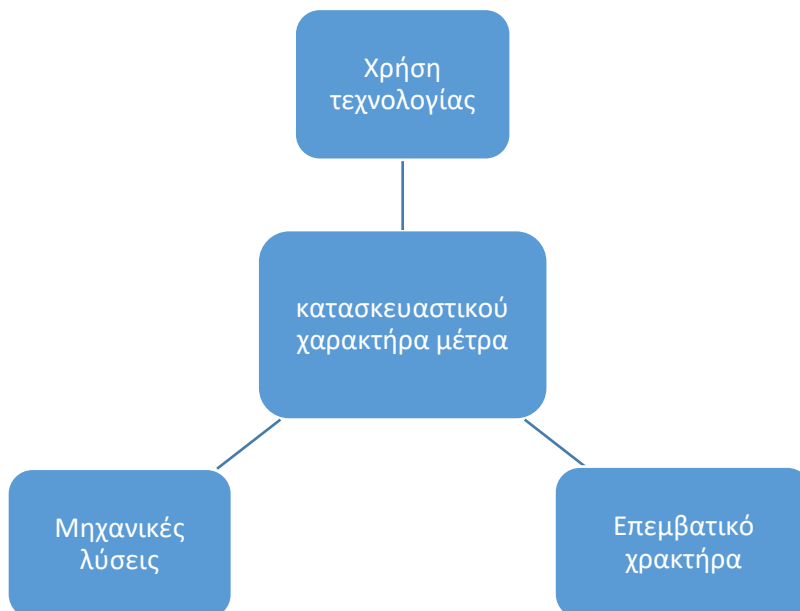 Χρήση
τεχνολογίας
κατασκευαστικού
χαρακτήρα μέτρα
Μηχανικές
λύσεις
Επεμβατικό
χρακτήρα